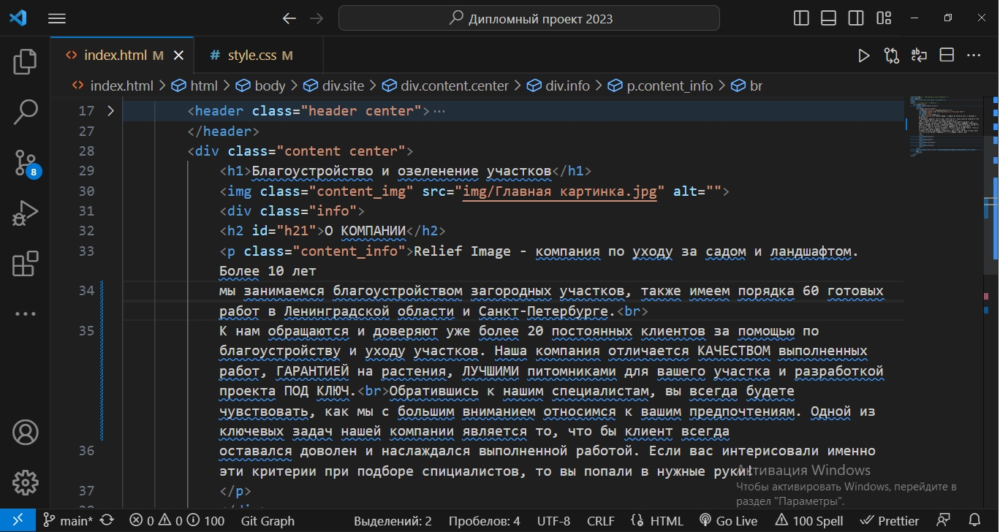 Дипломный проект 2023
<> index.html M ×
# style.css M
<> index.html > html > body > div.site > div.content.center > div.info > p.content_info > br
17 > <header class="header center">···
27 </header>
28 <div class="content center">
29 <h1>Благоустройство и озеленение участков</h1>
30 <img class="content_img" src="img/Главная картинка.jpg" alt="">
31 <div class="info">
32 <h2 id="h21">О КОМПАНИИ</h2>
33 <p class="content_info">Relief Image - компания по уходу за садом и ландшафтом.
Более 10 лет
34 мы занимаемся благоустройством загородных участков, также имеем порядка 60 готовых
работ в Ленинградской области и Санкт-Петербурге.<br>
35 К нам обращаются и доверяют уже более 20 постоянных клиентов за помощью по
благоустройству и уходу участков. Наша компания отличается КАЧЕСТВОМ выполненных
работ, ГАРАНТИЕЙ на растения, ЛУЧШИМИ питомниками для вашего участка и разработкой
проекта ПОД КЛЮЧ.<br>Обратившись к нашим специалистам, вы всегда будете
чувствовать, как мы с большим вниманием относимся к вашим предпочтениям. Одной из
ключевых задач нашей компании является то, что бы клиент всегда
36 оставался доволен и наслаждался выполненной работой. Если вас интерисовали именно
эти критерии при подборе спициалистов, то вы попали в нужные руки!
37 </p>
8
Активация Windows
Чтобы активировать Windows, перейдите в
раздел "Параметры".
main* 0 0 100 Git Graph Выделений: 2 Пробелов: 4 UTF-8 CRLF HTML Go Live 100 Spell Prettier